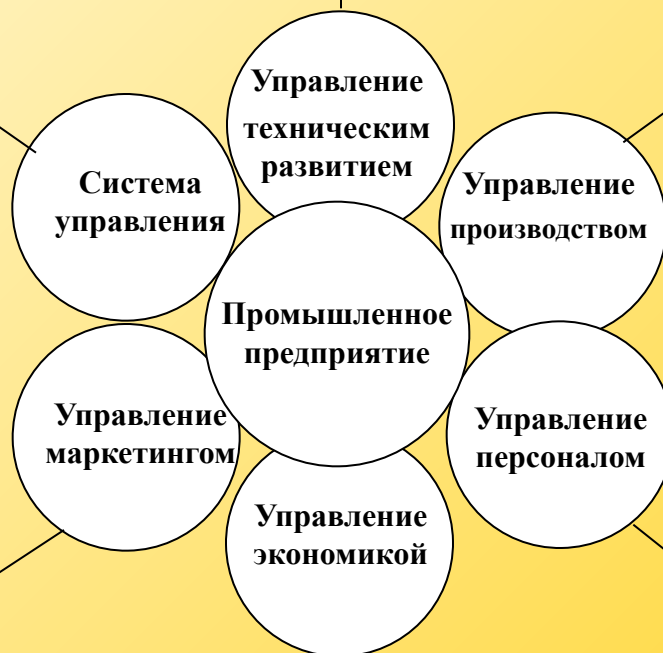 Управление
техническим
развитием
Система
управления
Управление
производством
Промышленное
предприятие
Управление
маркетингом
Управление
персоналом
Управление
экономикой